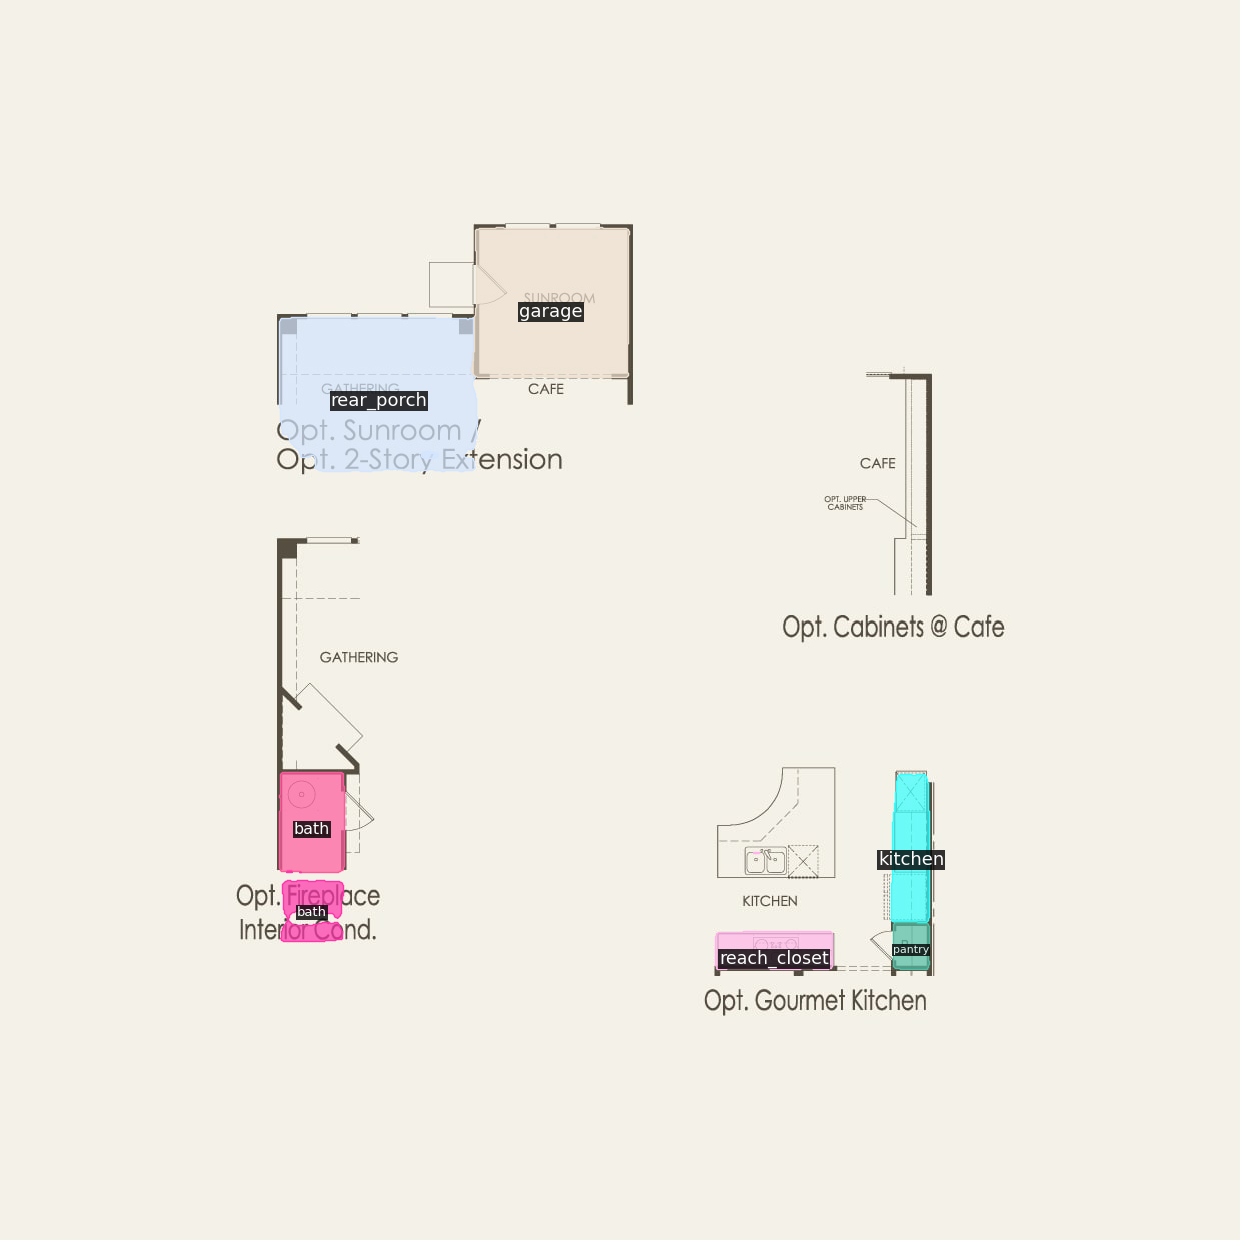 SUNROOM
garage
GATHERING
CAFE
rear_porch
Opt. Sunroom /
Opt. 2-Story Extension
CAFE
OPT. UPPER
CABINETS
Opt. Cabinets @ Cafe
GATHERING
bath
Opt. Fireplace
bath
Interior Cond.
kitchen
KITCHEN
pantry
reach_closet
Opt. Gourmet Kitchen